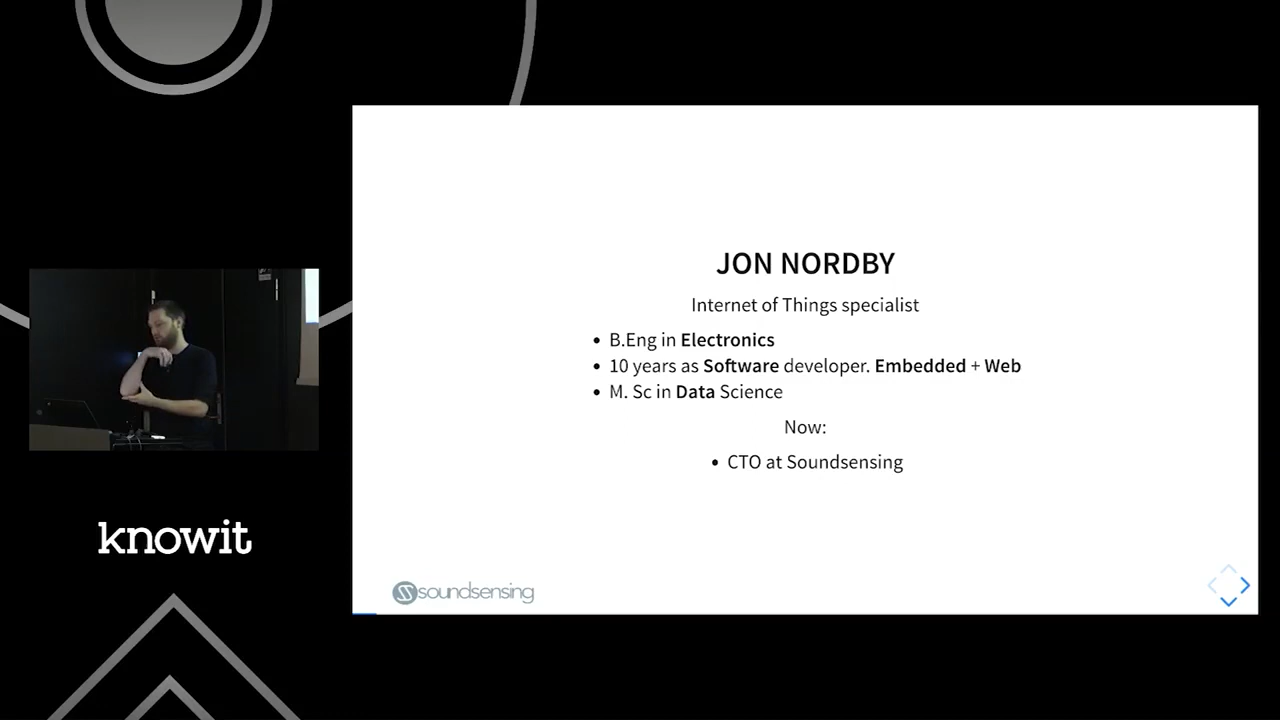 JON NORDBY
Internet of Things specialist
• B.Eng in Electronics
• 10 years as Software developer. Embedded + Web
• M. Sc in Data Science
Now:
• CTO at Soundsensing
soundsensing
knowit